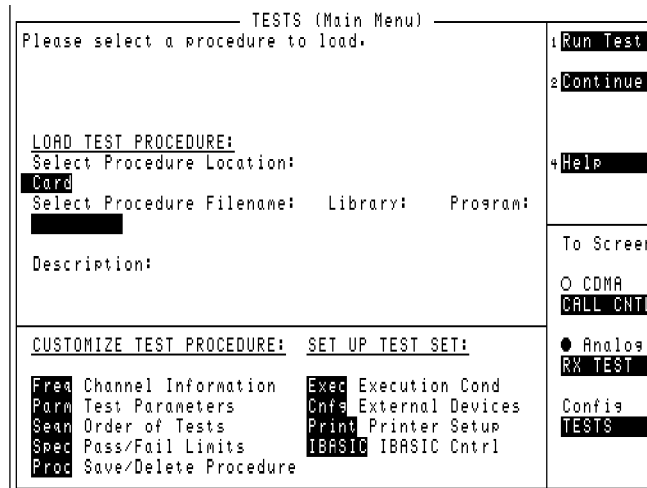 TESTS (Main Menu)
Please select a procedure to load.
LOAD TEST PROCEDURE:
Select Procedure Location:
Card
Select Procedure Filename: Library: Program:
Description:
CUSTOMIZE TEST PROCEDURE:
Freq Channel Information
Parm Test Parameters
Seqn Order of Tests
Spec Pass/Fail Limits
Proc Save/Delete Procedure
SET UP TEST SET:
Exec Execution Cond
Cnfg External Devices
Print Printer Setup
IBASIC IBASIC Cntrl
1 Run Test
2 Continue
4 Help
To Screen
CDMA
CALL CNTL
Analog
RX TEST
Config
TESTS